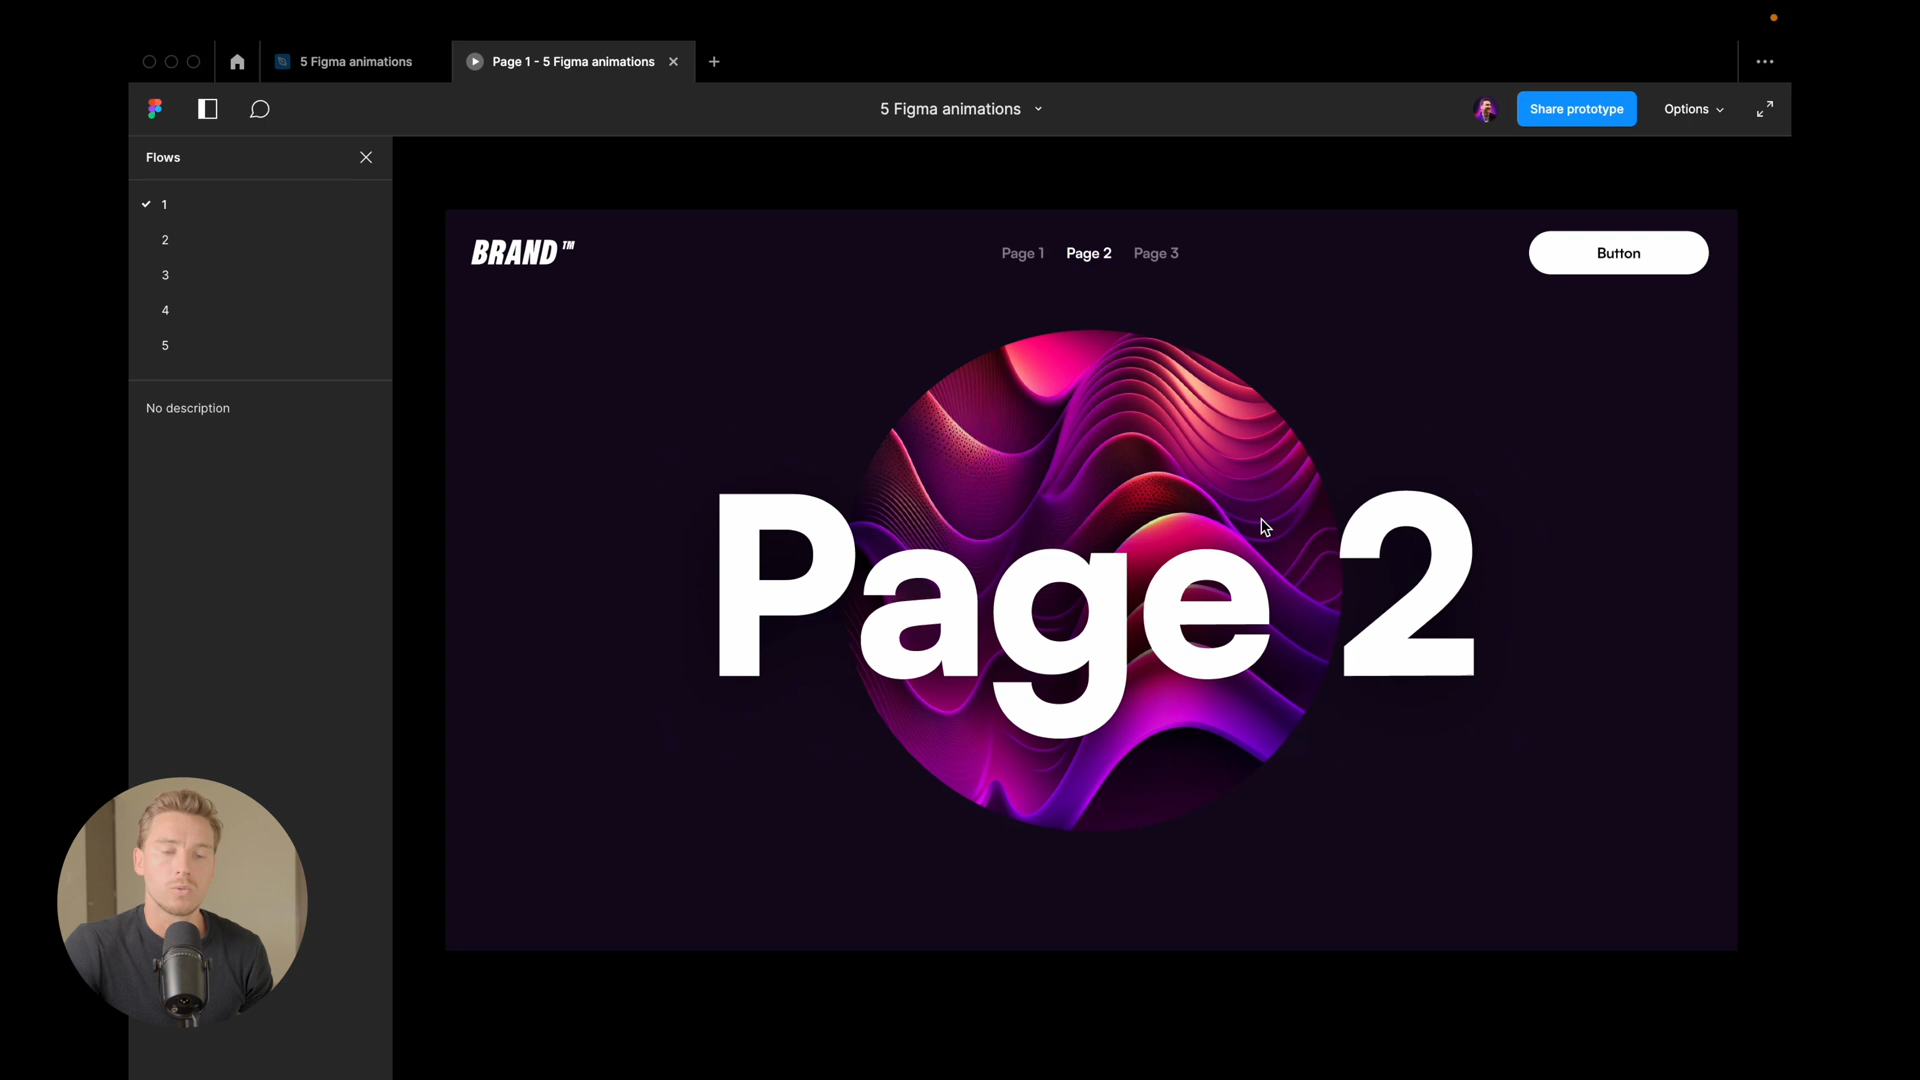 5 Figma animations
Page 1 - 5 Figma animations
5 Figma animations
Share prototype
Options
Flows
1
2
3
4
5
No description
BRAND™
Page 1
Page 2
Page 3
Button
Page 2